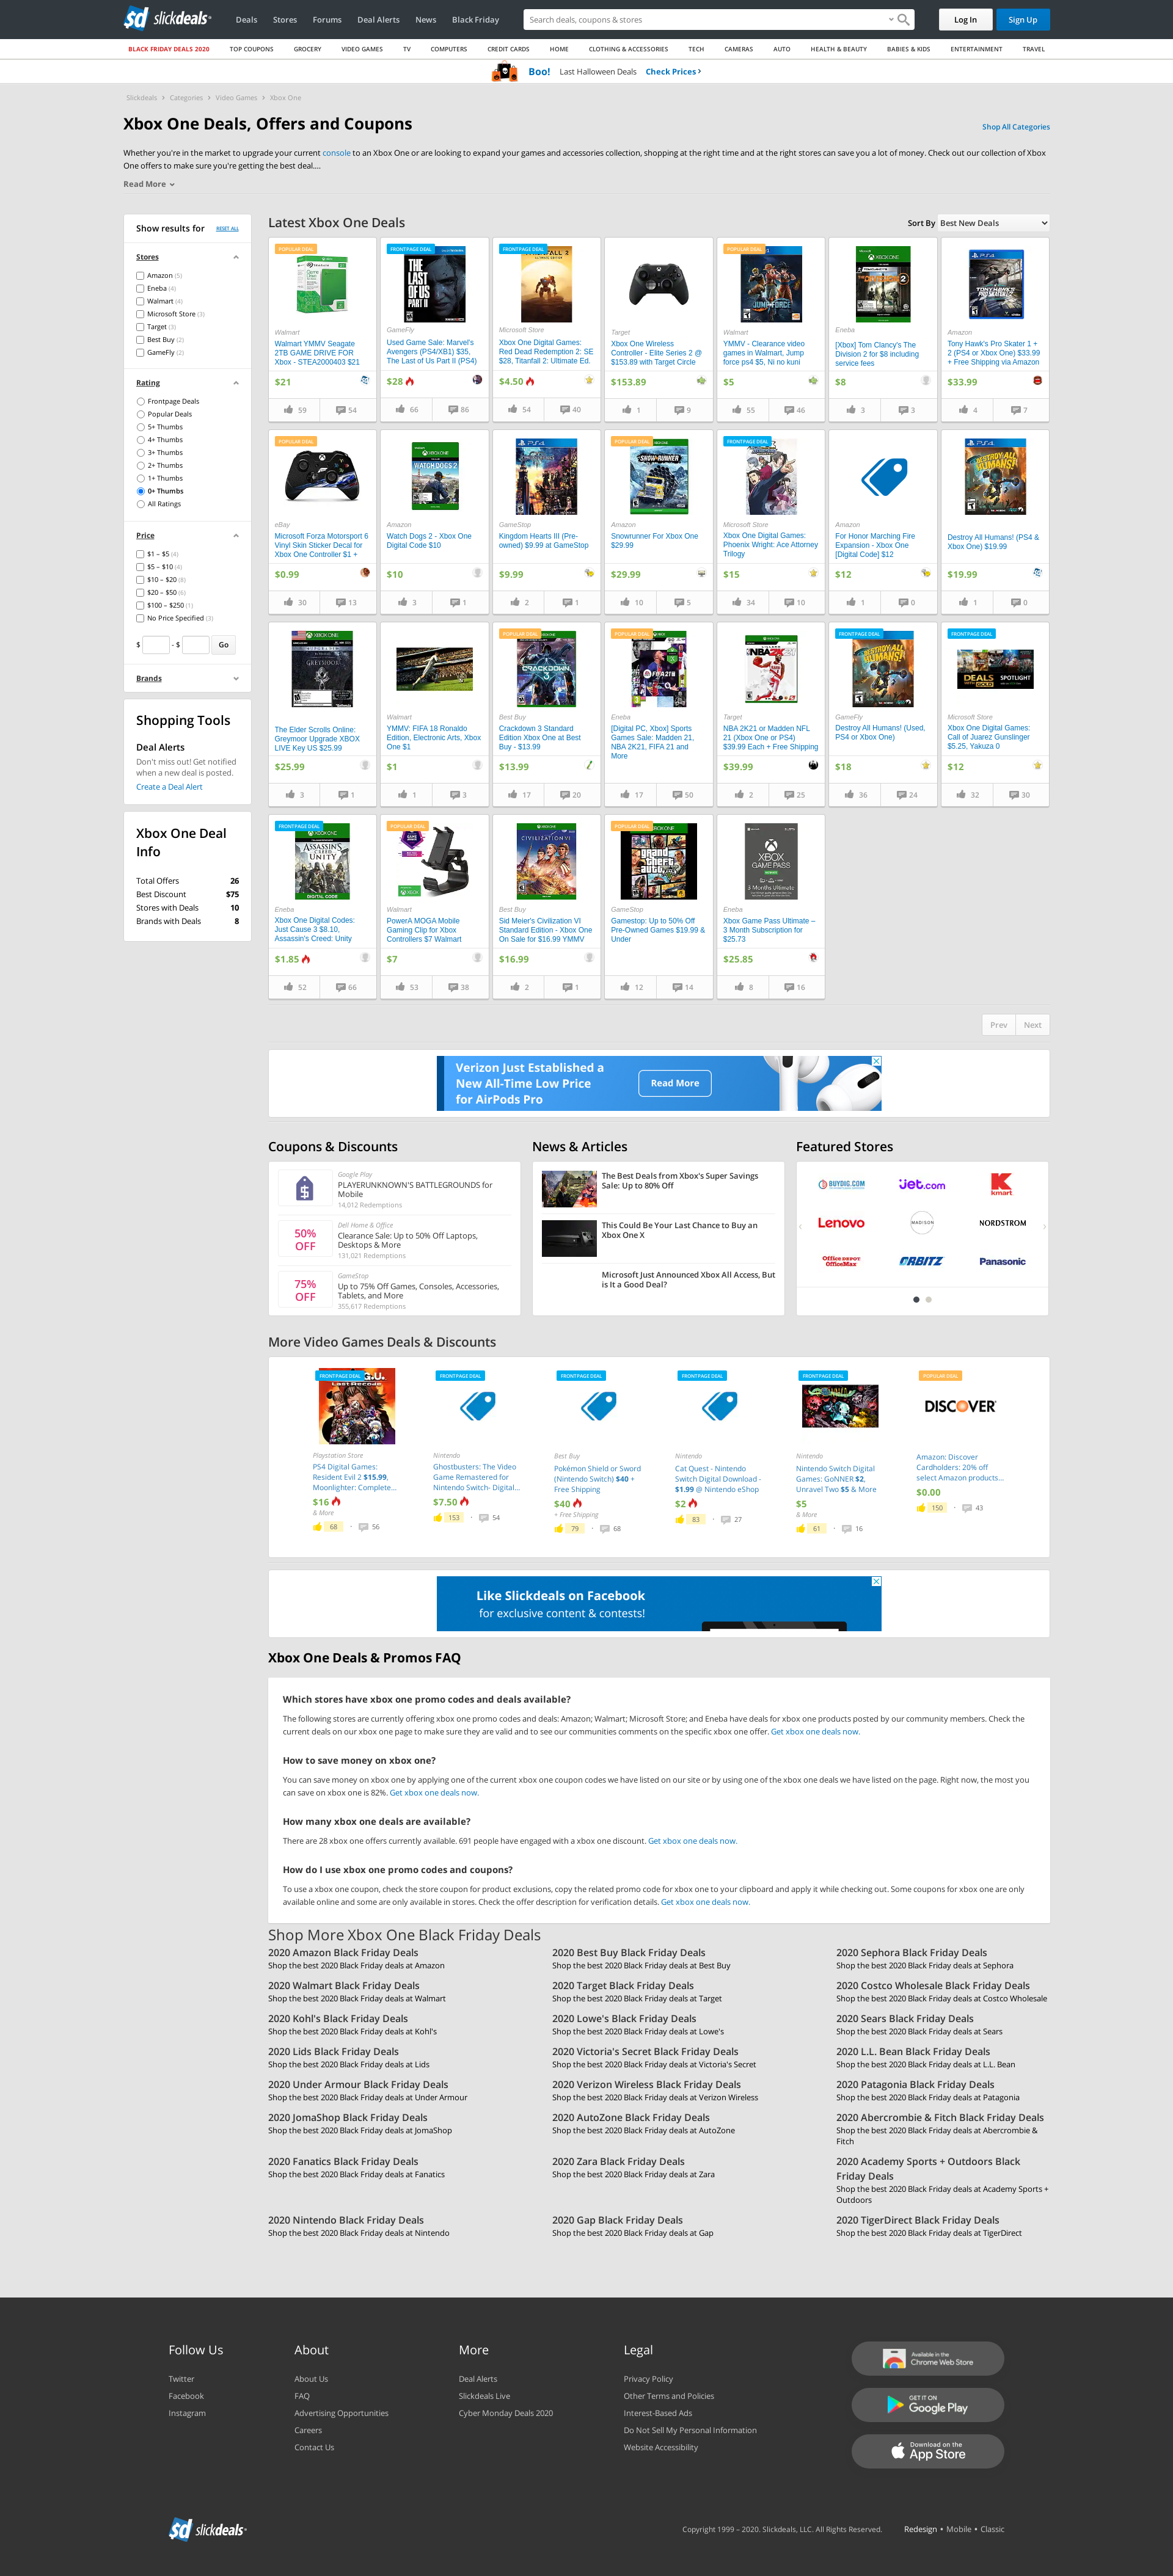 slickdeals
Deals Stores Forums Deal Alerts News Black Friday
Search deals, coupons & stores
Log In
Sign Up
BLACK FRIDAY DEALS 2020 TOP COUPONS GROCERY VIDEO GAMES TV COMPUTERS CREDIT CARDS HOME CLOTHING & ACCESSORIES TECH CAMERAS AUTO HEALTH & BEAUTY BABIES & KIDS ENTERTAINMENT TRAVEL
Boo! Last Halloween Deals Check Prices
Slickdeals Categories Video Games Xbox One
Xbox One Deals, Offers and Coupons
Shop All Categories
Whether you're in the market to upgrade your current console to an Xbox One or are looking to expand your games and accessories collection, shopping at the right time and at the right stores can save you a lot of money. Check out our collection of Xbox
One offers to make sure you're getting the best deal....
Read More
Show results for RESET ALL
Stores
Amazon (5)
Eneba (4)
Walmart (4)
Microsoft Store (3)
Target (3)
Best Buy (2)
GameFly (2)
Rating
Frontpage Deals
Popular Deals
5+ Thumbs
4+ Thumbs
3+ Thumbs
2+ Thumbs
1+ Thumbs
0+ Thumbs
All Ratings
Price
$1 – $5 (4)
$5 – $10 (4)
$10 – $20 (8)
$20 – $50 (6)
$100 – $250 (1)
No Price Specified (3)
$ - $ Go
Brands
Shopping Tools
Deal Alerts
Don't miss out! Get notified
when a new deal is posted.
Create a Deal Alert
Xbox One Deal
Info
Total Offers 26
Best Discount $75
Stores with Deals 10
Brands with Deals 8
Latest Xbox One Deals
Sort By Best New Deals
POPULAR DEAL
Walmart
Walmart YMMV Seagate
2TB GAME DRIVE FOR
Xbox - STEA2000403 $21
$21
59 54
FRONTPAGE DEAL
THE LAST OF US PART II
GameFly
Used Game Sale: Marvel's
Avengers (PS4/XB1) $35,
The Last of Us Part II (PS4)
$28
66 86
FRONTPAGE DEAL
Microsoft Store
Xbox One Digital Games:
Red Dead Redemption 2: SE
$28, Titanfall 2: Ultimate Ed.
$4.50
54 40
Target
Xbox One Wireless
Controller - Elite Series 2 @
$153.89 with Target Circle
$153.89
1 9
POPULAR DEAL
JUMP FORCE
Walmart
YMMV - Clearance video
games in Walmart, Jump
force ps4 $5, Ni no kuni
$5
55 46
XBOX ONE
Eneba
[Xbox] Tom Clancy's The
Division 2 for $8 including
service fees
$8
3 3
TONY HAWK'S PRO SKATER
Amazon
Tony Hawk's Pro Skater 1 +
2 (PS4 or Xbox One) $33.99
+ Free Shipping via Amazon
$33.99
4 7
POPULAR DEAL
eBay
Microsoft Forza Motorsport 6
Vinyl Skin Sticker Decal for
Xbox One Controller $1 +
$0.99
30 13
XBOX ONE
WATCH DOGS 2
Amazon
Watch Dogs 2 - Xbox One
Digital Code $10
$10
3 1
PS4
KINGDOM HEARTS
GameStop
Kingdom Hearts III (Pre-
owned) $9.99 at GameStop
$9.99
2 1
POPULAR DEAL
SNOWRUNNER
Amazon
Snowrunner For Xbox One
$29.99
$29.99
10 5
FRONTPAGE DEAL
Microsoft Store
Xbox One Digital Games:
Phoenix Wright: Ace Attorney
Trilogy
$15
34 10
Amazon
For Honor Marching Fire
Expansion - Xbox One
[Digital Code] $12
$12
1 0
PS4
DESTROY ALL HUMANS!
Destroy All Humans! (PS4 &
Xbox One) $19.99
$19.99
1 0
XBOX ONE
GREYMOOR
The Elder Scrolls Online:
Greymoor Upgrade XBOX
LIVE Key US $25.99
$25.99
3 1
Walmart
YMMV: FIFA 18 Ronaldo
Edition, Electronic Arts, Xbox
One $1
$1
1 3
POPULAR DEAL
CRACKDOWN 3
Best Buy
Crackdown 3 Standard
Edition Xbox One at Best
Buy - $13.99
$13.99
17 20
POPULAR DEAL
FIFA 21
Eneba
[Digital PC, Xbox] Sports
Games Sale: Madden 21,
NBA 2K21, FIFA 21 and
More
17 50
NBA 2K21
Target
NBA 2K21 or Madden NFL
21 (Xbox One or PS4)
$39.99 Each + Free Shipping
$39.99
2 25
FRONTPAGE DEAL
DESTROY ALL HUMANS!
GameFly
Destroy All Humans! (Used,
PS4 or Xbox One)
$18
36 24
FRONTPAGE DEAL
DEALS WITH GOLD SPOTLIGHT SALE
Microsoft Store
Xbox One Digital Games:
Call of Juarez Gunslinger
$5.25, Yakuza 0
$12
32 30
FRONTPAGE DEAL
ASSASSIN'S CREED UNITY
DIGITAL CODE
Eneba
Xbox One Digital Codes:
Just Cause 3 $8.10,
Assassin's Creed: Unity
$1.85
52 66
POPULAR DEAL
XBOX
Walmart
PowerA MOGA Mobile
Gaming Clip for Xbox
Controllers $7 Walmart
$7
53 38
XBOX ONE
CIVILIZATION VI
Best Buy
Sid Meier's Civilization VI
Standard Edition - Xbox One
On Sale for $16.99 YMMV
$16.99
2 1
POPULAR DEAL
XBOX ONE
grand theft auto
GameStop
Gamestop: Up to 50% Off
Pre-Owned Games $19.99 &
Under
12 14
XBOX GAME PASS
3 Months Ultimate
Eneba
Xbox Game Pass Ultimate –
3 Month Subscription for
$25.73
$25.85
8 16
Prev Next
Verizon Just Established a
New All-Time Low Price
for AirPods Pro
Read More
Coupons & Discounts
Google Play
PLAYERUNKNOWN'S BATTLEGROUNDS for
Mobile
14,012 Redemptions
50%
OFF
Dell Home & Office
Clearance Sale: Up to 50% Off Laptops,
Desktops & More
131,021 Redemptions
75%
OFF
GameStop
Up to 75% Off Games, Consoles, Accessories,
Tablets, and More
355,617 Redemptions
News & Articles
The Best Deals from Xbox's Super Savings
Sale: Up to 80% Off
This Could Be Your Last Chance to Buy an
Xbox One X
Microsoft Just Announced Xbox All Access, But
is It a Good Deal?
Featured Stores
BUYDIG.COM jet.com kmart
Lenovo MADISON NORDSTROM
Office DEPOT OfficeMax ORBITZ Panasonic
More Video Games Deals & Discounts
FRONTPAGE DEAL
Playstation Store
PS4 Digital Games:
Resident Evil 2 $15.99,
Moonlighter: Complete...
$16
& More
68 · 56
FRONTPAGE DEAL
Nintendo
Ghostbusters: The Video
Game Remastered for
Nintendo Switch- Digital...
$7.50
153 · 54
FRONTPAGE DEAL
Best Buy
Pokémon Shield or Sword
(Nintendo Switch) $40 +
Free Shipping
$40
+ Free Shipping
79 · 68
FRONTPAGE DEAL
Nintendo
Cat Quest - Nintendo
Switch Digital Download -
$1.99 @ Nintendo eShop
$2
83 · 27
FRONTPAGE DEAL
Nintendo
Nintendo Switch Digital
Games: GoNNER $2,
Unravel Two $5 & More
$5
& More
61 · 16
POPULAR DEAL
DISCOVER
Amazon: Discover
Cardholders: 20% off
select Amazon products...
$0.00
150 · 43
Like Slickdeals on Facebook
for exclusive content & contests!
Xbox One Deals & Promos FAQ
Which stores have xbox one promo codes and deals available?
The following stores are currently offering xbox one promo codes and deals: Amazon; Walmart; Microsoft Store; and Eneba have deals for xbox one products posted by our community members. Check the
current deals on our xbox one page to make sure they are valid and to see our communities comments on the specific xbox one offer. Get xbox one deals now.
How to save money on xbox one?
You can save money on xbox one by applying one of the current xbox one coupon codes we have listed on our site or by using one of the xbox one deals we have listed on the page. Right now, the most you
can save on xbox one is 82%. Get xbox one deals now.
How many xbox one deals are available?
There are 28 xbox one offers currently available. 691 people have engaged with a xbox one discount. Get xbox one deals now.
How do I use xbox one promo codes and coupons?
To use a xbox one coupon, check the store coupon for product exclusions, copy the related promo code for xbox one to your clipboard and apply it while checking out. Some coupons for xbox one are only
available online and some are only available in stores. Check the offer description for verification details. Get xbox one deals now.
Shop More Xbox One Black Friday Deals
2020 Amazon Black Friday Deals
Shop the best 2020 Black Friday deals at Amazon
2020 Best Buy Black Friday Deals
Shop the best 2020 Black Friday deals at Best Buy
2020 Sephora Black Friday Deals
Shop the best 2020 Black Friday deals at Sephora
2020 Walmart Black Friday Deals
Shop the best 2020 Black Friday deals at Walmart
2020 Target Black Friday Deals
Shop the best 2020 Black Friday deals at Target
2020 Costco Wholesale Black Friday Deals
Shop the best 2020 Black Friday deals at Costco Wholesale
2020 Kohl's Black Friday Deals
Shop the best 2020 Black Friday deals at Kohl's
2020 Lowe's Black Friday Deals
Shop the best 2020 Black Friday deals at Lowe's
2020 Sears Black Friday Deals
Shop the best 2020 Black Friday deals at Sears
2020 Lids Black Friday Deals
Shop the best 2020 Black Friday deals at Lids
2020 Victoria's Secret Black Friday Deals
Shop the best 2020 Black Friday deals at Victoria's Secret
2020 L.L. Bean Black Friday Deals
Shop the best 2020 Black Friday deals at L.L. Bean
2020 Under Armour Black Friday Deals
Shop the best 2020 Black Friday deals at Under Armour
2020 Verizon Wireless Black Friday Deals
Shop the best 2020 Black Friday deals at Verizon Wireless
2020 Patagonia Black Friday Deals
Shop the best 2020 Black Friday deals at Patagonia
2020 JomaShop Black Friday Deals
Shop the best 2020 Black Friday deals at JomaShop
2020 AutoZone Black Friday Deals
Shop the best 2020 Black Friday deals at AutoZone
2020 Abercrombie & Fitch Black Friday Deals
Shop the best 2020 Black Friday deals at Abercrombie &
Fitch
2020 Fanatics Black Friday Deals
Shop the best 2020 Black Friday deals at Fanatics
2020 Zara Black Friday Deals
Shop the best 2020 Black Friday deals at Zara
2020 Academy Sports + Outdoors Black
Friday Deals
Shop the best 2020 Black Friday deals at Academy Sports +
Outdoors
2020 Nintendo Black Friday Deals
Shop the best 2020 Black Friday deals at Nintendo
2020 Gap Black Friday Deals
Shop the best 2020 Black Friday deals at Gap
2020 TigerDirect Black Friday Deals
Shop the best 2020 Black Friday deals at TigerDirect
Follow Us
Twitter
Facebook
Instagram
About
About Us
FAQ
Advertising Opportunities
Careers
Contact Us
More
Deal Alerts
Slickdeals Live
Cyber Monday Deals 2020
Legal
Privacy Policy
Other Terms and Policies
Interest-Based Ads
Do Not Sell My Personal Information
Website Accessibility
Available in the
Chrome Web Store
GET IT ON
Google Play
Download on the
App Store
slickdeals
Copyright 1999 – 2020. Slickdeals, LLC. All Rights Reserved.
Redesign • Mobile • Classic